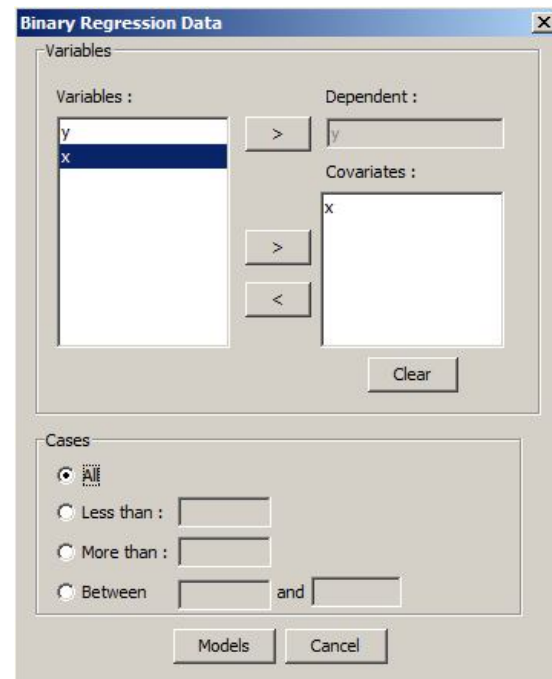 Binary Regression Data
Variables
Variables :
y
x
>
Dependent :
y
Covariates :
x
>
<
Clear
Cases
All
Less than :
More than :
Between and
Models Cancel